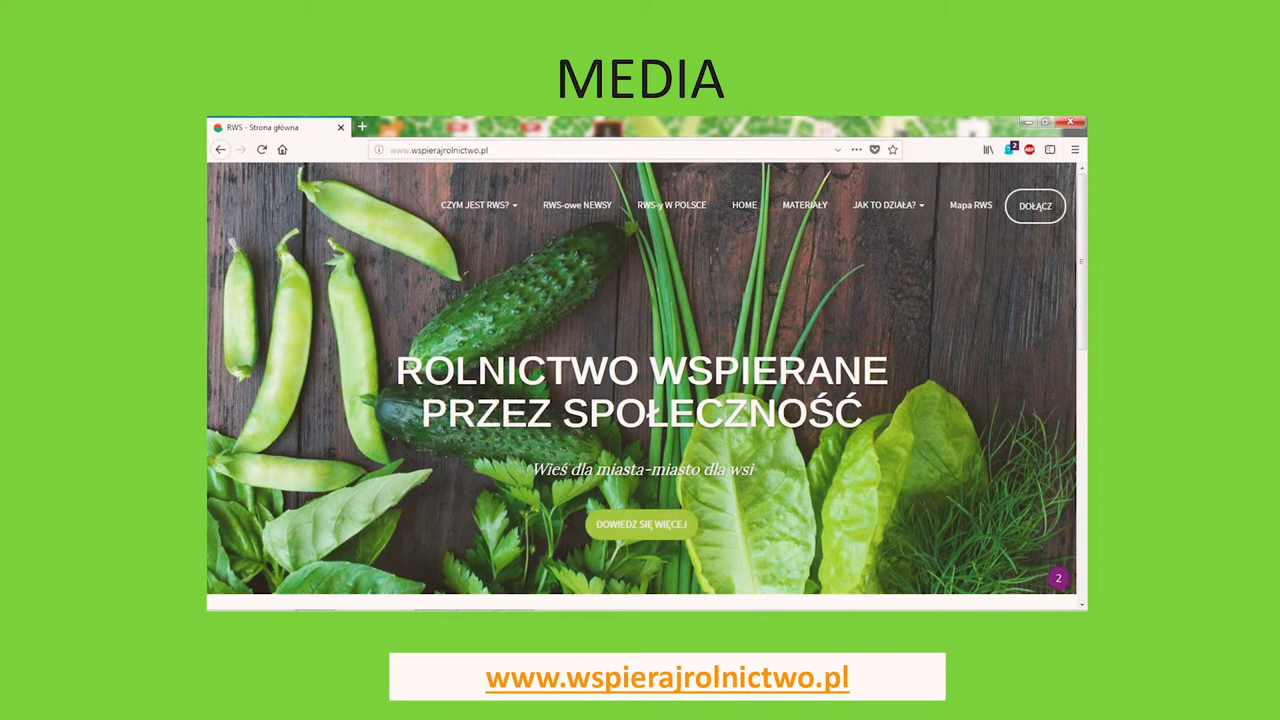 MEDIA
RWS - Strona główna
www.wspierajrolnictwo.pl
2
ABP
CZYM JEST RWS? RWS-owe NEWSY RWS-y W POLSCE HOME MATERIAŁY JAK TO DZIAŁA? Mapa RWS DOŁĄCZ
ROLNICTWO WSPIERANE
PRZEZ SPOŁECZNOŚĆ
Wieś dla miasta-miasto dla wsi
DOWIEDZ SIĘ WIĘCEJ
2
www.wspierajrolnictwo.pl